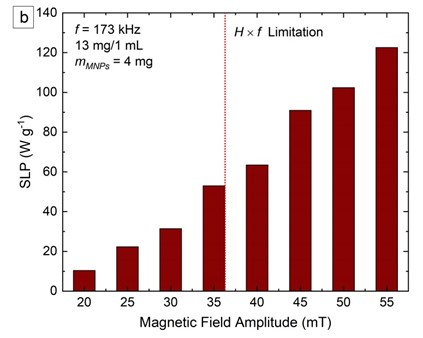 b
f = 173 kHz
13 mg/1 mL
mMNPs = 4 mg
H × f Limitation
SLP (W g⁻¹)
140
120
100
80
60
40
20
0
20 25 30 35 40 45 50 55
Magnetic Field Amplitude (mT)